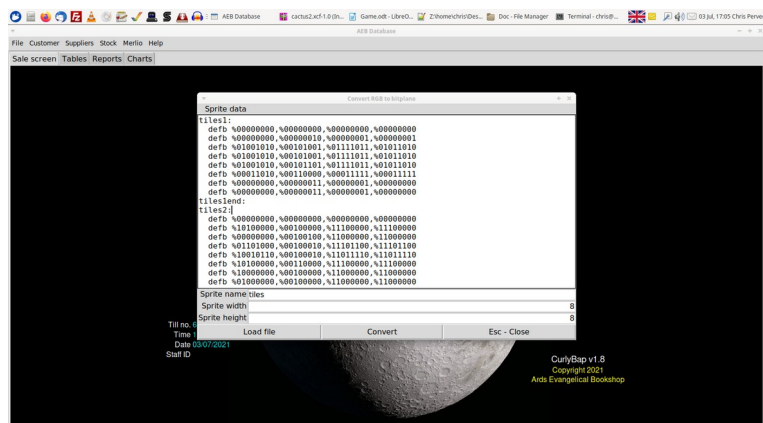 AEB Database
cactus2.xcf-1.0 (In...
Game.odt - LibreO...
Z:\home\chris\Des...
Doc - File Manager
Terminal - chris@...
03 Jul, 17:05 Chris Perver
AEB Database
File Customer Suppliers Stock Merlio Help
Sale screen Tables Reports Charts
Convert RGB to bitplane
Sprite data
tiles1:
defb %00000000,%00000000,%00000000,%00000000
defb %00000000,%00000010,%00000001,%00000001
defb %01001010,%00101001,%01111011,%01011010
defb %01001010,%00101001,%01111011,%01011010
defb %01001010,%00101101,%01111011,%01011010
defb %00011010,%00110000,%00011111,%00011111
defb %00000000,%00000011,%00000001,%00000000
defb %00000000,%00000011,%00000001,%00000000
tiles1end:
tiles2:
defb %00000000,%00000000,%00000000,%00000000
defb %10100000,%00100000,%11100000,%11100000
defb %00000000,%00100100,%11000000,%11000000
defb %01101000,%00100010,%11101100,%11101100
defb %10010110,%00100010,%11011110,%11011110
defb %10100000,%00110000,%11100000,%11100000
defb %10000000,%00100000,%11000000,%11000000
defb %01000000,%00100000,%11000000,%11000000
Sprite name tiles
Sprite width 8
Sprite height 8
Load file Convert Esc - Close
Till no. 6
Time 1
Date 03/07/2021
Staff ID
CurlyBap v1.8
Copyright 2021
Ards Evangelical Bookshop